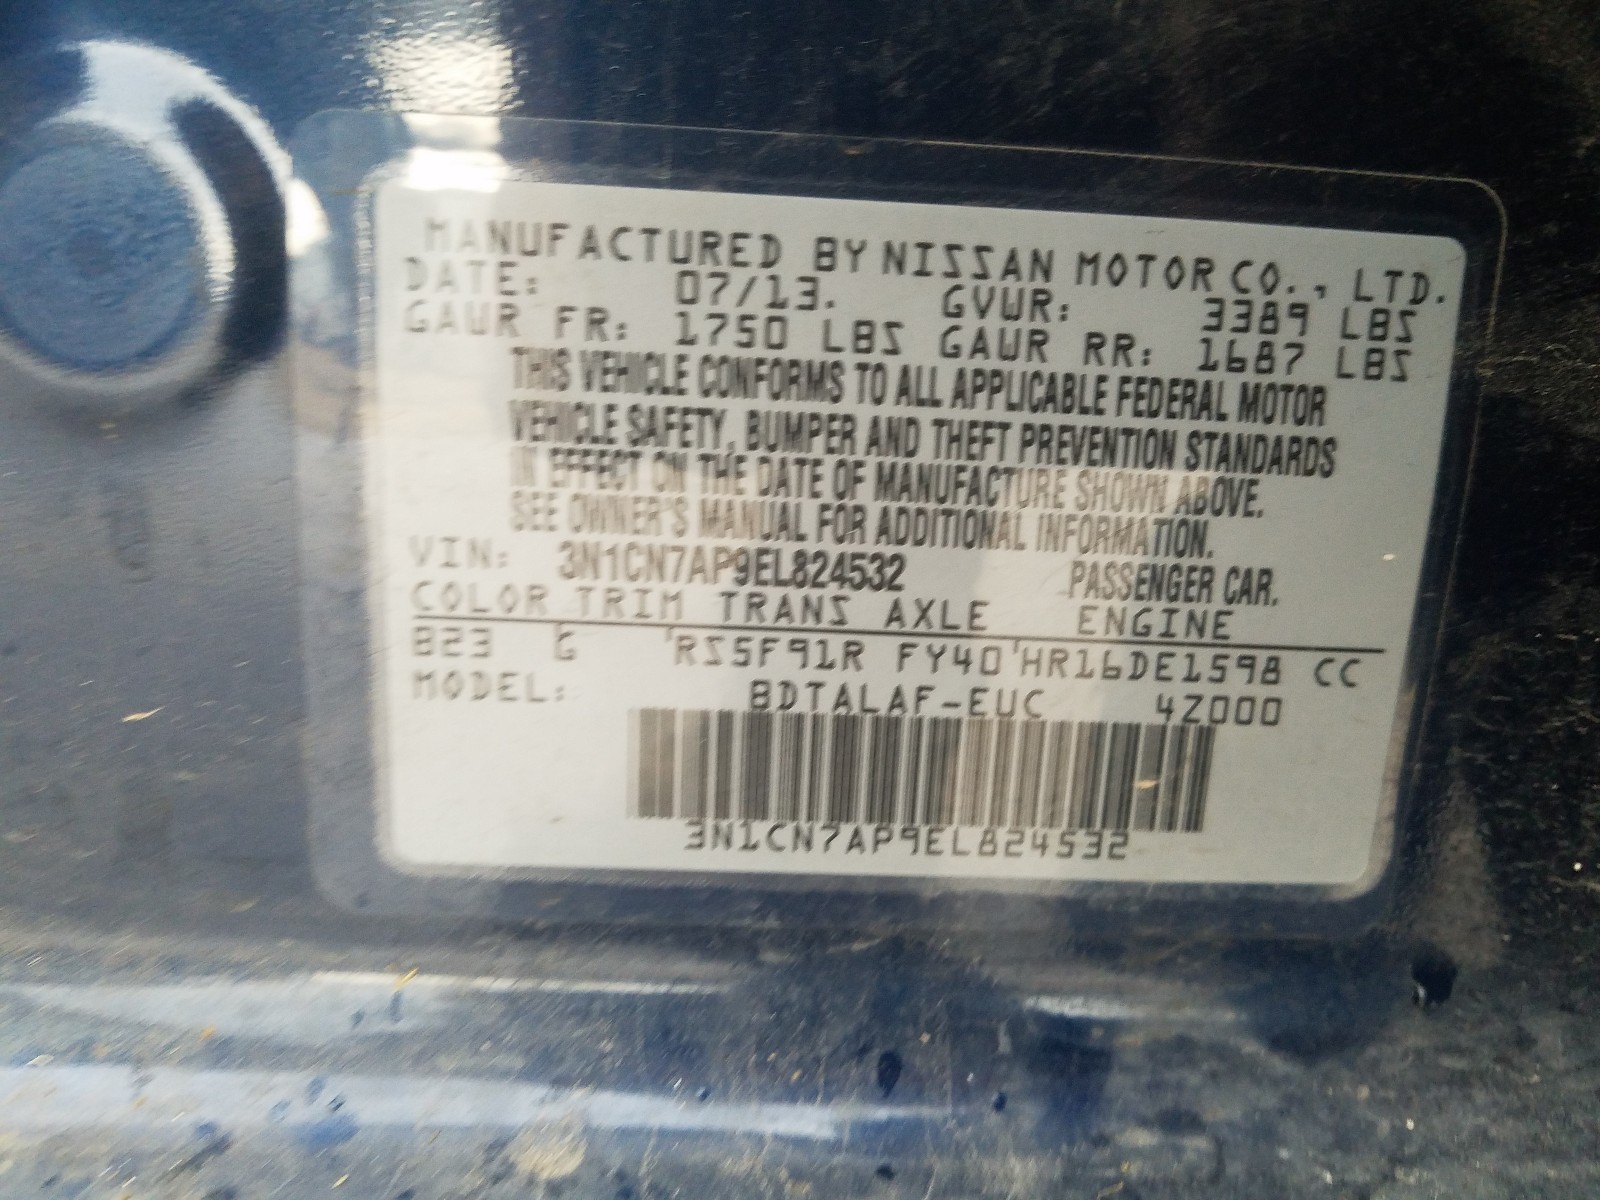 MANUFACTURED BY NISSAN MOTOR CO., LTD.
DATE: 07/13. GVWR: 3389 LBS
GAWR FR: 1750 LBS GAWR RR: 1687 LBS
THIS VEHICLE CONFORMS TO ALL APPLICABLE FEDERAL MOTOR
VEHICLE SAFETY, BUMPER AND THEFT PREVENTION STANDARDS
IN EFFECT ON THE DATE OF MANUFACTURE SHOWN ABOVE.
SEE OWNER'S MANUAL FOR ADDITIONAL INFORMATION.
VIN: 3N1CN7AP9EL824532 PASSENGER CAR.
COLOR TRIM TRANS AXLE ENGINE
B23 G RS5F91R FY40 HR16DE1598 CC
MODEL: BDTALAF-EUC 4Z000
3N1CN7AP9EL824532